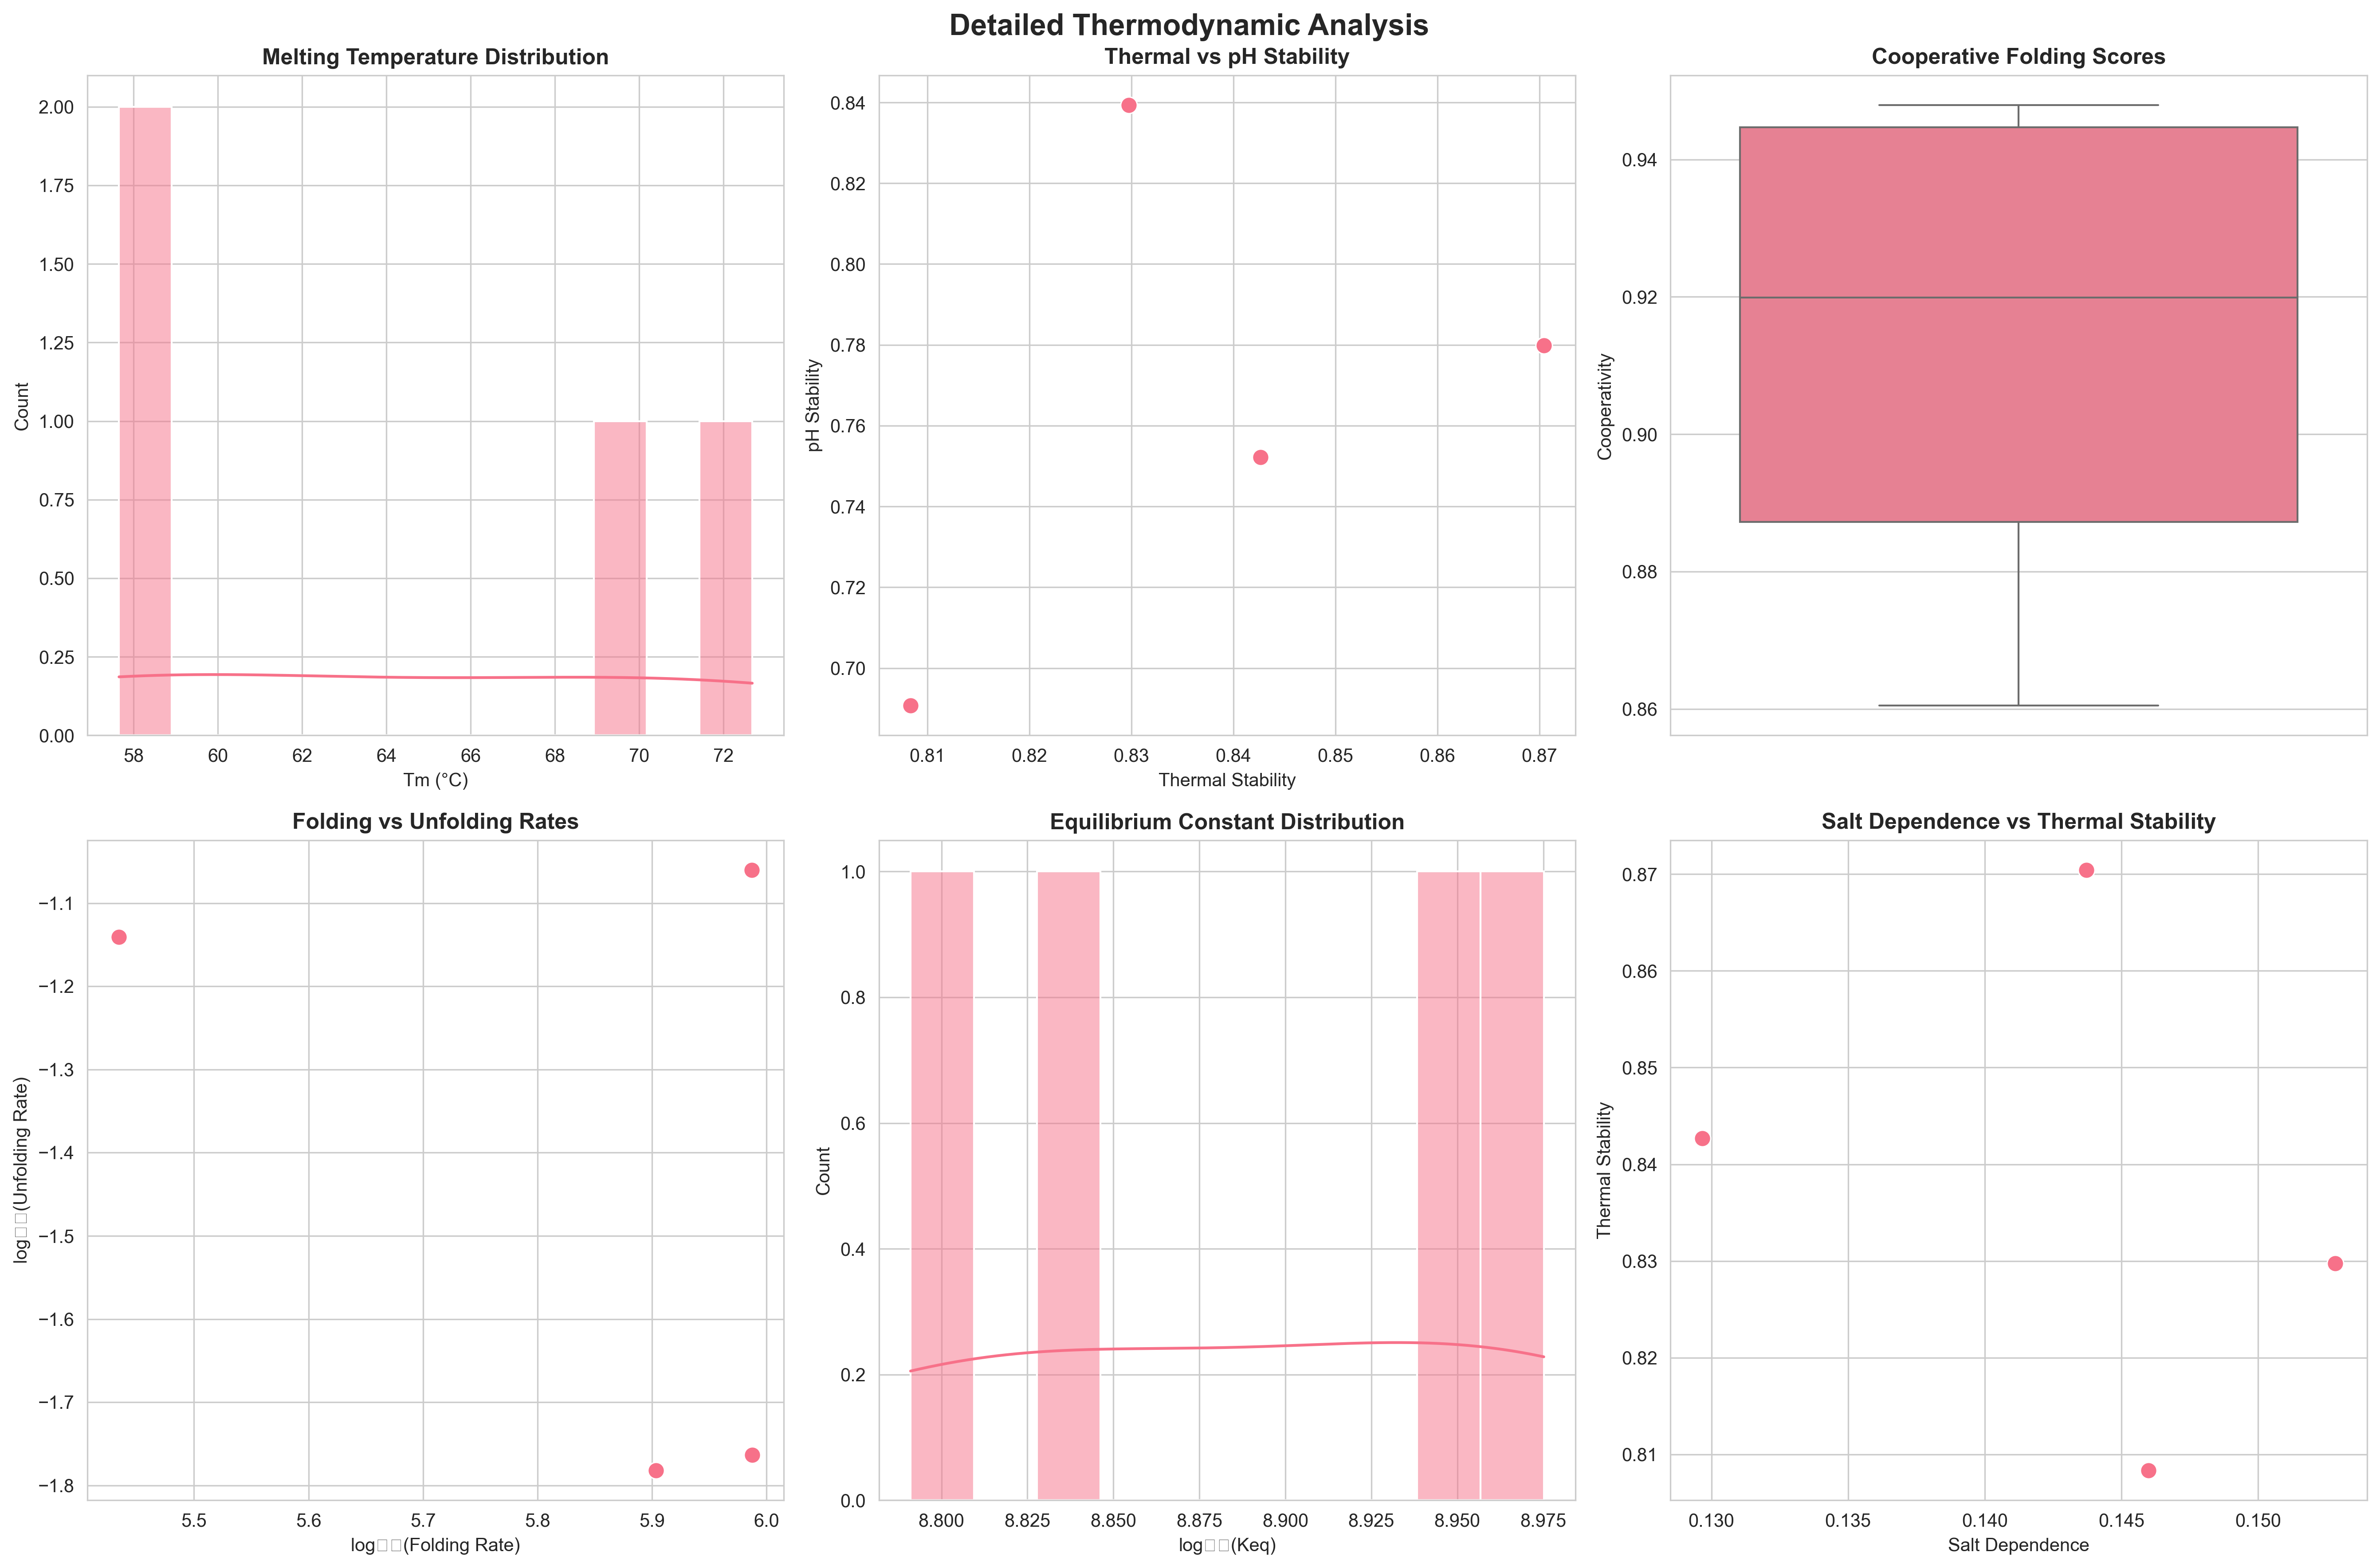 Detailed Thermodynamic Analysis
Melting Temperature Distribution
2.00
1.75
1.50
1.25
1.00
0.75
0.50
0.25
0.00
Count
58 60 62 64 66 68 70 72
Tm (°C)
Thermal vs pH Stability
0.84
0.82
0.80
0.78
0.76
0.74
0.72
0.70
pH Stability
0.81 0.82 0.83 0.84 0.85 0.86 0.87
Thermal Stability
Cooperative Folding Scores
0.94
0.92
0.90
0.88
0.86
Cooperativity
Folding vs Unfolding Rates
−1.1
−1.2
−1.3
−1.4
−1.5
−1.6
−1.7
−1.8
log□□(Unfolding Rate)
5.5 5.6 5.7 5.8 5.9 6.0
log□□(Folding Rate)
Equilibrium Constant Distribution
1.0
0.8
0.6
0.4
0.2
0.0
Count
8.800 8.825 8.850 8.875 8.900 8.925 8.950 8.975
log□□(Keq)
Salt Dependence vs Thermal Stability
0.87
0.86
0.85
0.84
0.83
0.82
0.81
Thermal Stability
0.130 0.135 0.140 0.145 0.150
Salt Dependence